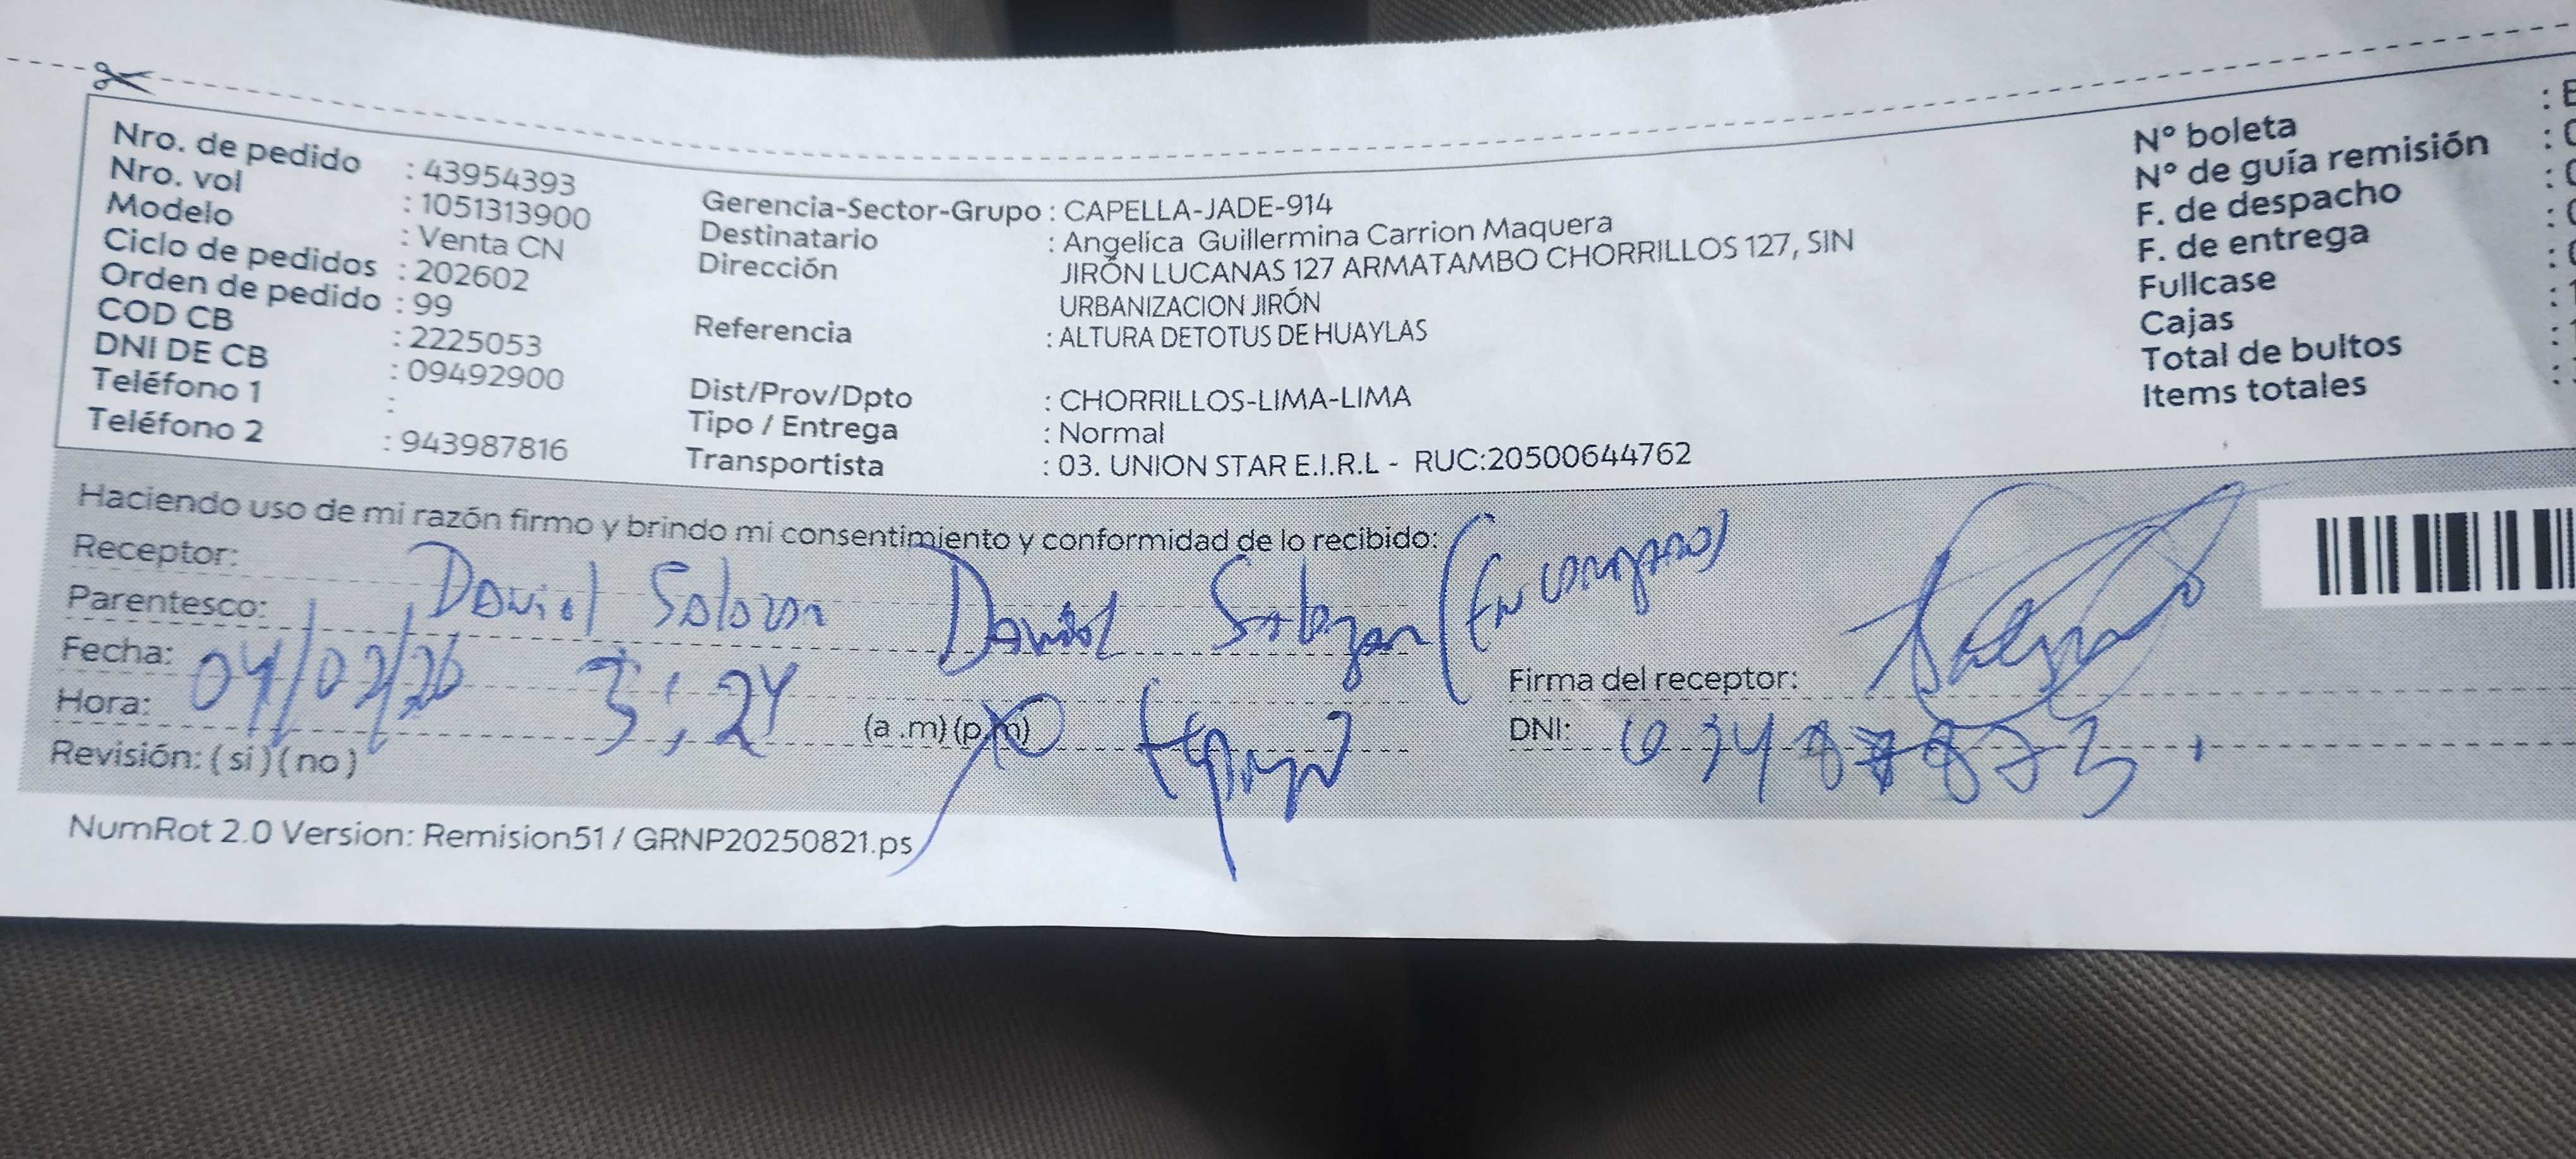 Nro. de pedido : 43954393
Nro. vol : 1051313900
Modelo : Venta CN
Ciclo de pedidos : 202602
Orden de pedido : 99
COD CB : 2225053
DNI DE CB : 09492900
Teléfono 1 :
Teléfono 2 : 943987816
Gerencia-Sector-Grupo : CAPELLA-JADE-914
Destinatario : Angelica Guillermina Carrion Maquera
Dirección JIRÓN LUCANAS 127 ARMATAMBO CHORRILLOS 127, SIN
URBANIZACION JIRÓN
Referencia : ALTURA DETOTUS DE HUAYLAS
Dist/Prov/Dpto : CHORRILLOS-LIMA-LIMA
Tipo / Entrega : Normal
Transportista : 03. UNION STAR E.I.R.L - RUC:20500644762
N° boleta : 
N° de guía remisión :
F. de despacho :
F. de entrega :
Fullcase :
Cajas :
Total de bultos :
Items totales :
Haciendo uso de mi razón firmo y brindo mi consentimiento y conformidad de lo recibido:
Receptor: Daniel Daniel
Parentesco:
Fecha: 04/02/26
Hora: 3:24 (a .m) (p.m)
Revisión: ( si ) ( no )
Firma del receptor:
DNI:
NumRot 2.0 Version: Remision51 / GRNP20250821.ps